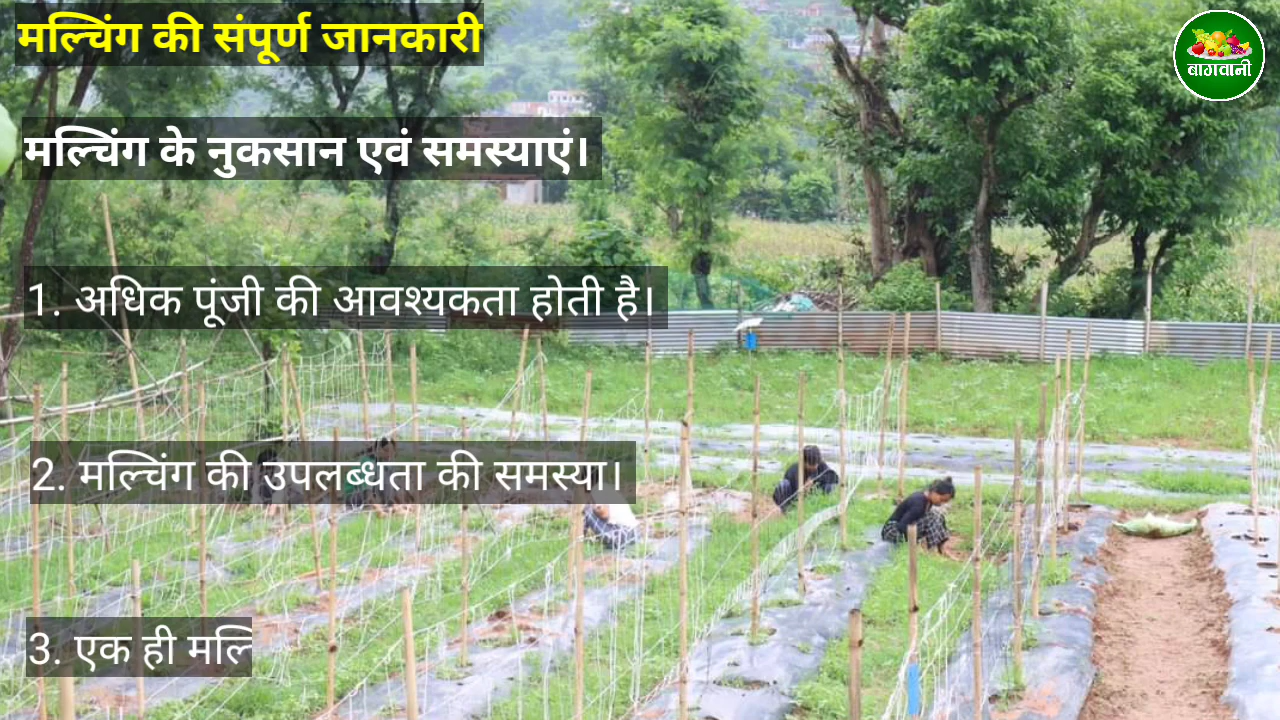 मल्चिंग की संपूर्ण जानकारी
बागवानी
मल्चिंग के नुकसान एवं समस्याएं।
1. अधिक पूंजी की आवश्यकता होती है।
2. मल्चिंग की उपलब्धता की समस्या।
3. एक ही मल्चि